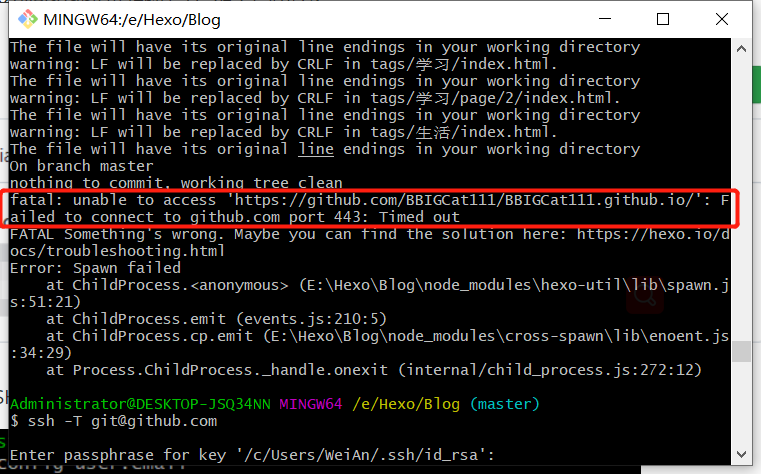 MINGW64:/e/Hexo/Blog
The file will have its original line endings in your working directory
warning: LF will be replaced by CRLF in tags/学习/index.html.
The file will have its original line endings in your working directory
warning: LF will be replaced by CRLF in tags/学习/page/2/index.html.
The file will have its original line endings in your working directory
warning: LF will be replaced by CRLF in tags/生活/index.html.
The file will have its original line endings in your working directory
On branch master
nothing to commit, working tree clean
fatal: unable to access 'https://github.com/BBIGCat111/BBIGCat111.github.io/': F
ailed to connect to github.com port 443: Timed out
FATAL Something's wrong. Maybe you can find the solution here: https://hexo.io/d
ocs/troubleshooting.html
Error: Spawn failed
    at ChildProcess.<anonymous> (E:\Hexo\Blog\node_modules\hexo-util\lib\spawn.j
s:51:21)
    at ChildProcess.emit (events.js:210:5)
    at ChildProcess.cp.emit (E:\Hexo\Blog\node_modules\cross-spawn\lib\enoent.js
:34:29)
    at Process.ChildProcess._handle.onexit (internal/child_process.js:272:12)
Administrator@DESKTOP-JSQ34NN MINGW64 /e/Hexo/Blog (master)
$ ssh -T git@github.com
Enter passphrase for key '/c/Users/WeiAn/.ssh/id_rsa':